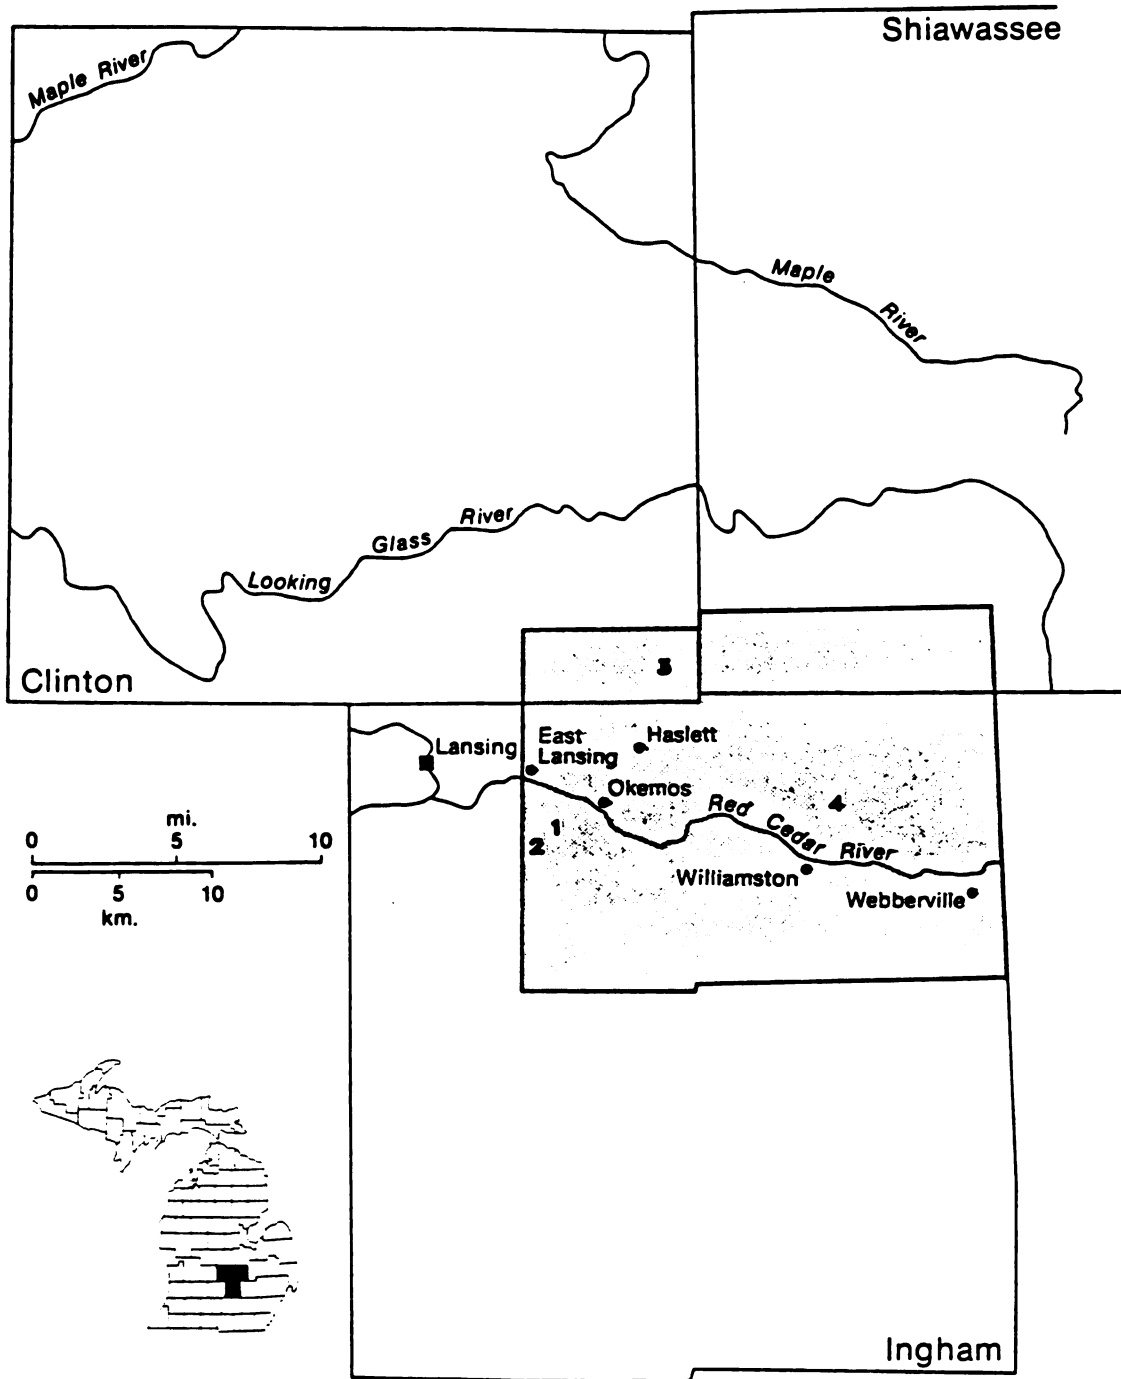 Shiawassee
Maple River
Maple
River
Looking
Glass
River
Clinton
3
Lansing
East
Lansing
Haslett
Okemos
1
2
Red
Cedar
River
4
Williamston
Webberville
mi.
0 5 10
0 5 10
km.
Ingham